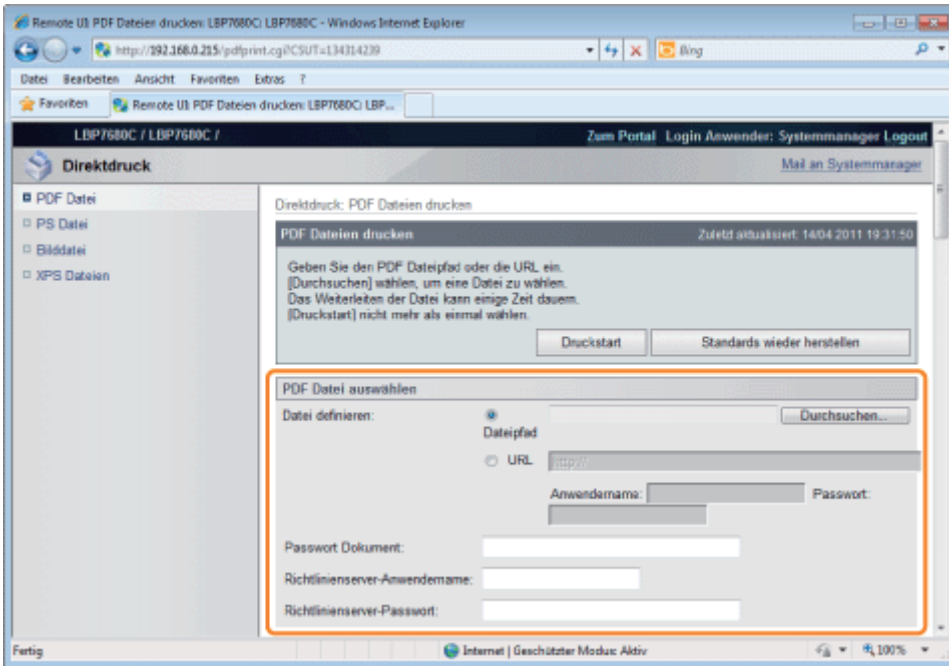 Remote UI: PDF Dateien drucken: LBP7680C: LBP7680C - Windows Internet Explorer
http://192.168.0.215/pdfprint.cgi?CSUT=134314239
Bing
Datei Bearbeiten Ansicht Favoriten Extras ?
Favoriten Remote UI: PDF Dateien drucken: LBP7680C: LBP...
LBP7680C / LBP7680C / Zum Portal Login Anwender: Systemmanager Logout
Direktdruck Mail an Systemmanager
PDF Datei
PS Datei
Bilddatei
XPS Dateien
Direktdruck: PDF Dateien drucken
PDF Dateien drucken Zuletzt aktualisiert: 14/04 2011 19:31:50
Geben Sie den PDF Dateipfad oder die URL ein.
[Durchsuchen] wählen, um eine Datei zu wählen.
Das Weiterleiten der Datei kann einige Zeit dauern.
[Druckstart] nicht mehr als einmal wählen.
Druckstart Standards wieder herstellen
PDF Datei auswählen
Datei definieren: Dateipfad Durchsuchen...
URL http://
Anwendername: Passwort:
Passwort Dokument:
Richtlinienserver-Anwendername:
Richtlinienserver-Passwort:
Fertig Internet | Geschützter Modus: Aktiv 100%